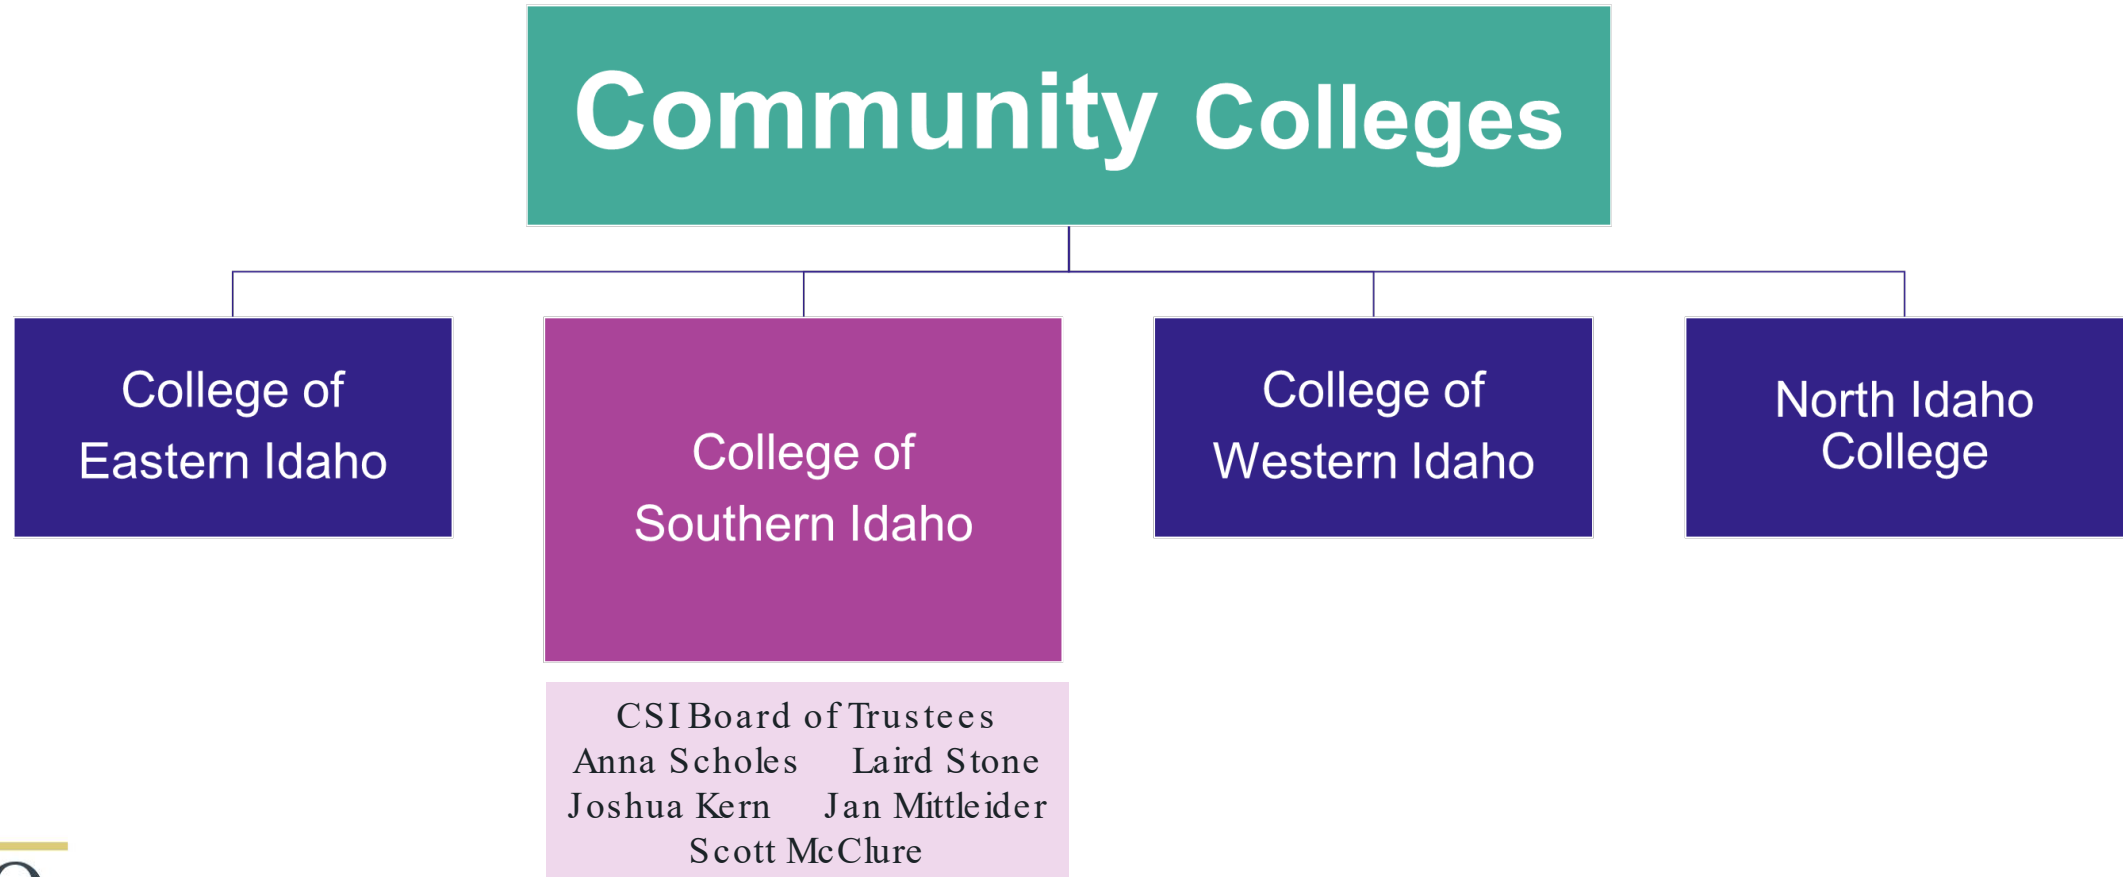 Community Colleges
College of
Eastern Idaho
College of
Southern Idaho
College of
Western Idaho
North Idaho
College
CSI Board of Trustees
Anna Scholes Laird Stone
Joshua Kern Jan Mittleider
Scott McClure